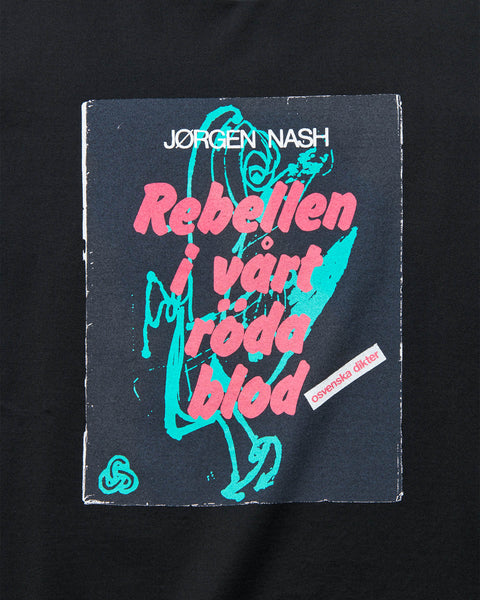 JØRGEN NASH
Rebellen
i vårt
röda
blod
osvenska dikter